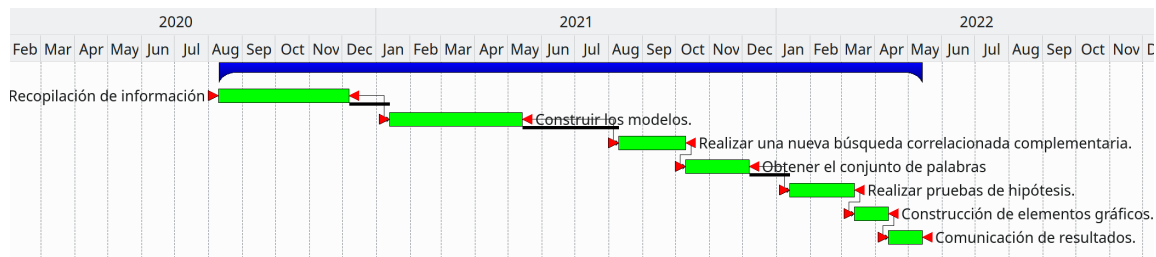 2020 2021 2022
Feb Mar Apr May Jun Jul Aug Sep Oct Nov Dec Jan Feb Mar Apr May Jun Jul Aug Sep Oct Nov Dec Jan Feb Mar Apr May Jun Jul Aug Sep Oct Nov D
Recopilación de información
Construir los modelos.
Realizar una nueva búsqueda correlacionada complementaria.
Obtener el conjunto de palabras
Realizar pruebas de hipótesis.
Construcción de elementos gráficos.
Comunicación de resultados.